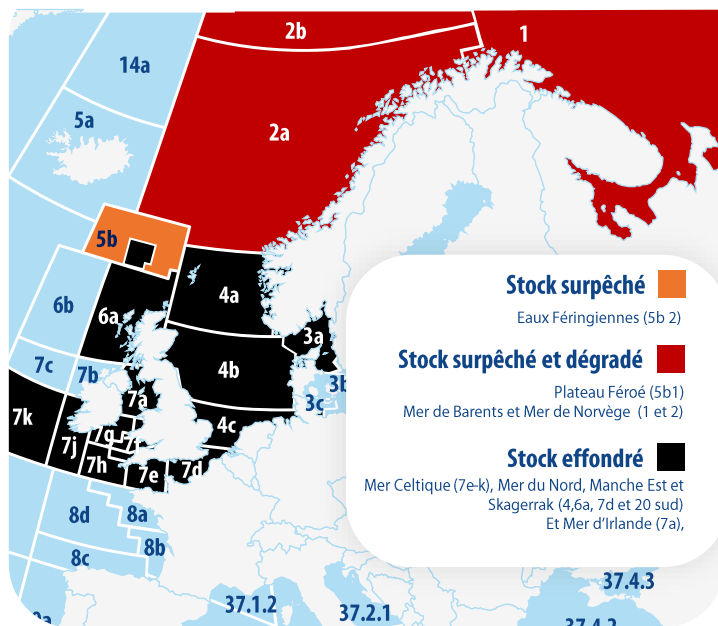 2b
1
14a
2a
5a
5b
4a
6b
6a
3a
4b
7c
7b
3b
3c
7a
7k
4c
7g
7j
7f
7h
7e
7d
8d
8a
8b
8c
9a
37.1.2
37.2.1
37.4.3
37.4.2
Stock surpêché
Eaux Féringiennes (5b 2)
Stock surpêché et dégradé
Plateau Féroé (5b1)
Mer de Barents et Mer de Norvège (1 et 2)
Stock effondré
Mer Celtique (7e-k), Mer du Nord, Manche Est et
Skagerrak (4,6a, 7d et 20 sud)
Et Mer d'Irlande (7a),